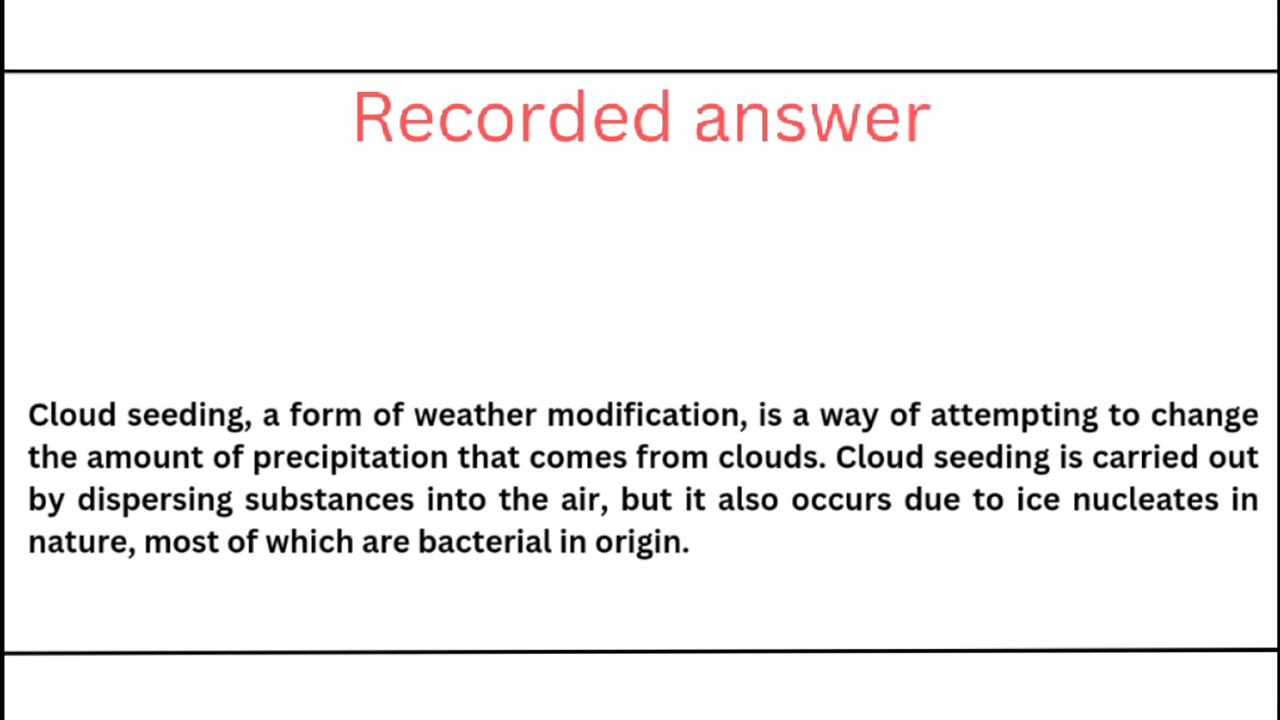 Recorded answer
Cloud seeding, a form of weather modification, is a way of attempting to change
the amount of precipitation that comes from clouds. Cloud seeding is carried out
by dispersing substances into the air, but it also occurs due to ice nucleates in
nature, most of which are bacterial in origin.